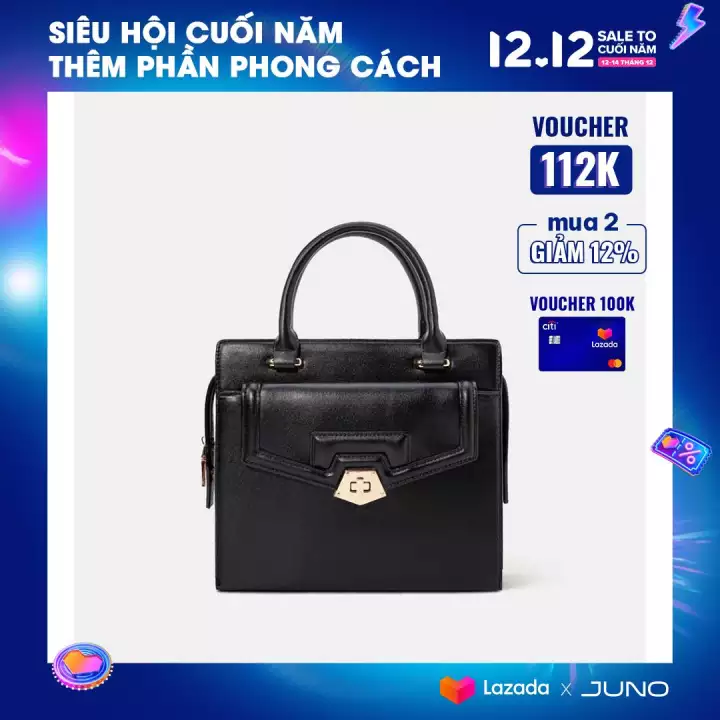 SIÊU HỘI CUỐI NĂM
THÊM PHẦN PHONG CÁCH
12.12
SALE TO
CUỐI NĂM
12-14 THÁNG 12
VOUCHER
112K
mua 2
GIẢM 12%
VOUCHER 100K
citi
Lazada
Lazada x JUNO